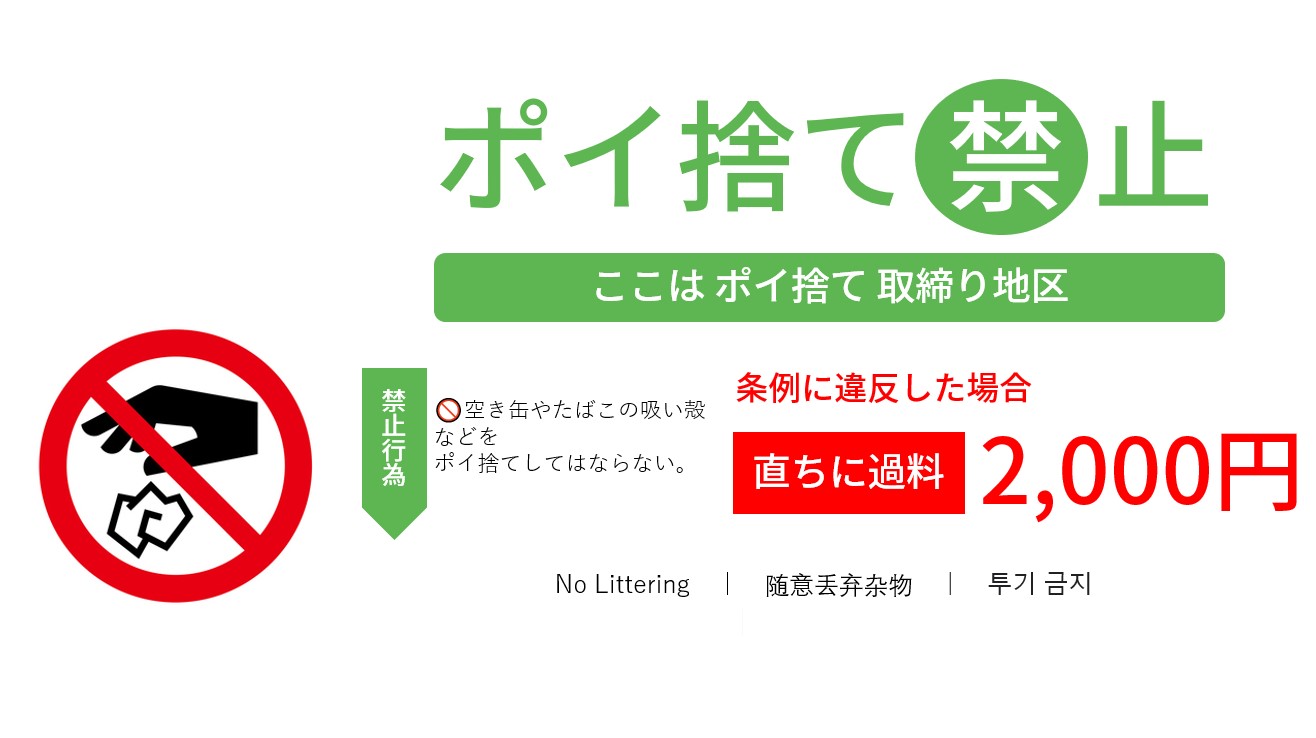 ポイ捨て禁止
ここは ポイ捨て 取締り地区
禁止行為
🚫空き缶やたばこの吸い殻
などを
ポイ捨てしてはならない。
条例に違反した場合
直ちに過料 2,000円
No Littering | 随意丢弃杂物 | 투기 금지